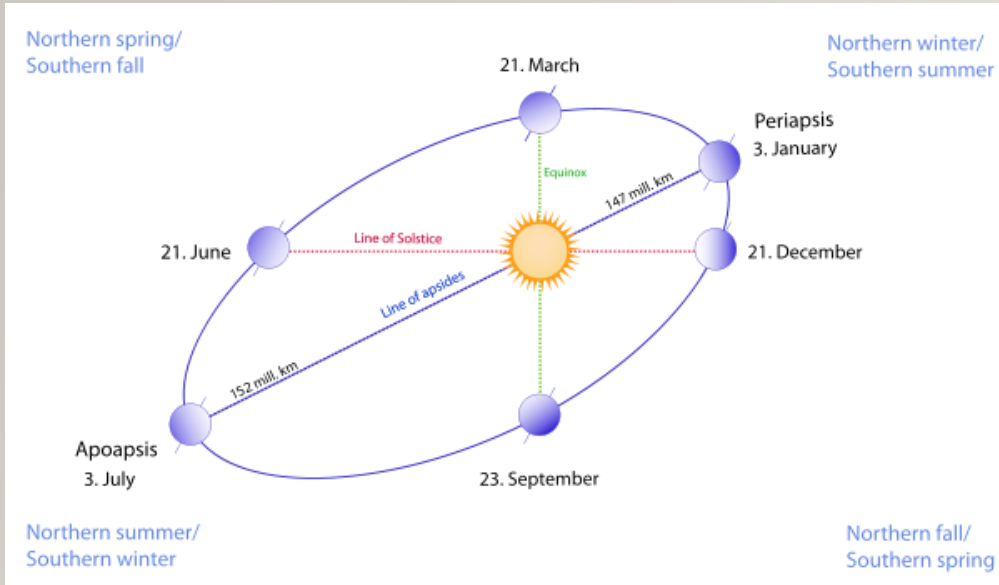 Northern spring/
Southern fall
21. March
Northern winter/
Southern summer
Periapsis
3. January
Equinox
147 mill. km
21. June
Line of Solstice
21. December
Line of apsides
152 mill. km
Apoapsis
3. July
23. September
Northern summer/
Southern winter
Northern fall/
Southern spring